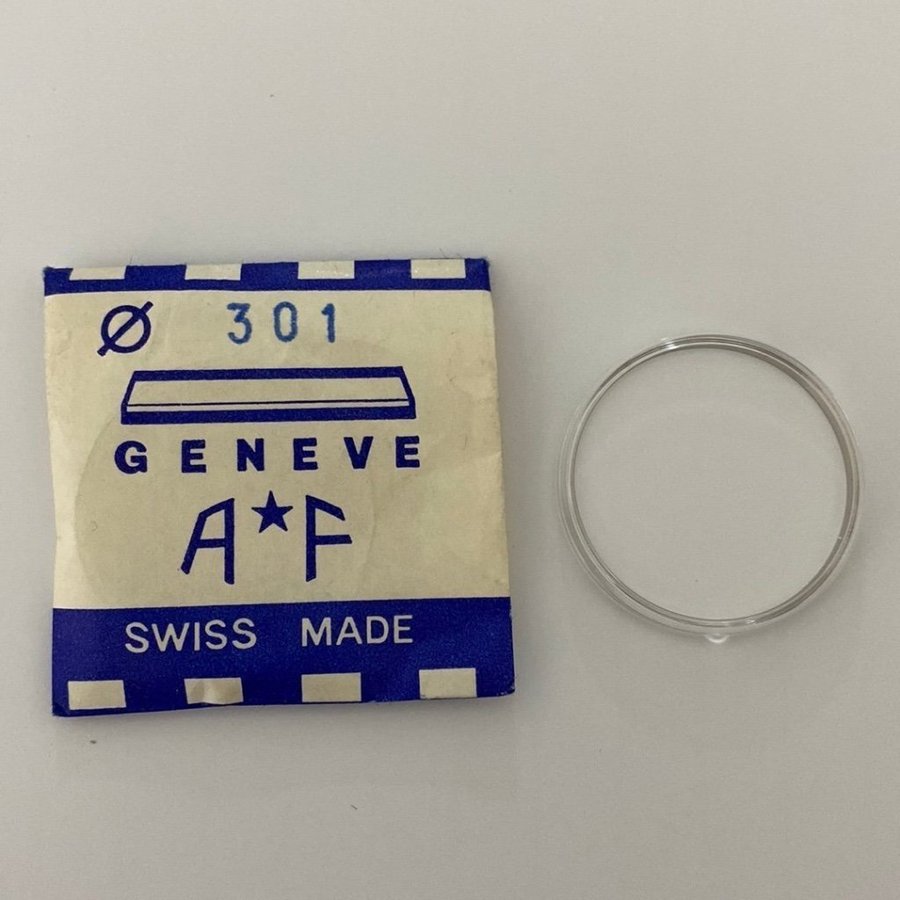 Ø 301
GENEVE
A★F
SWISS MADE